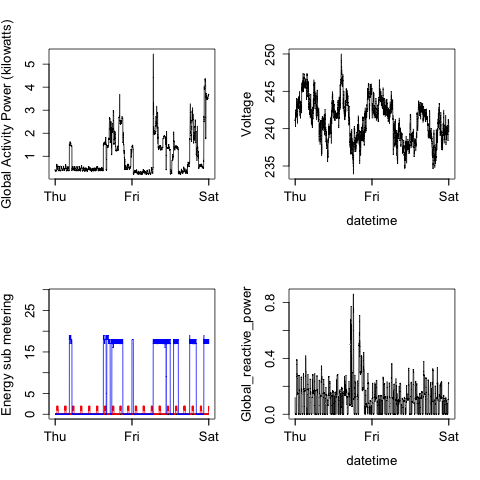 Global Activity Power (kilowatts)
1 2 3 4 5
Thu Fri Sat
Voltage
235 240 245 250
Thu Fri Sat
datetime
Energy sub metering
0 5 15 25
Thu Fri Sat
Global_reactive_power
0.0 0.4 0.8
Thu Fri Sat
datetime